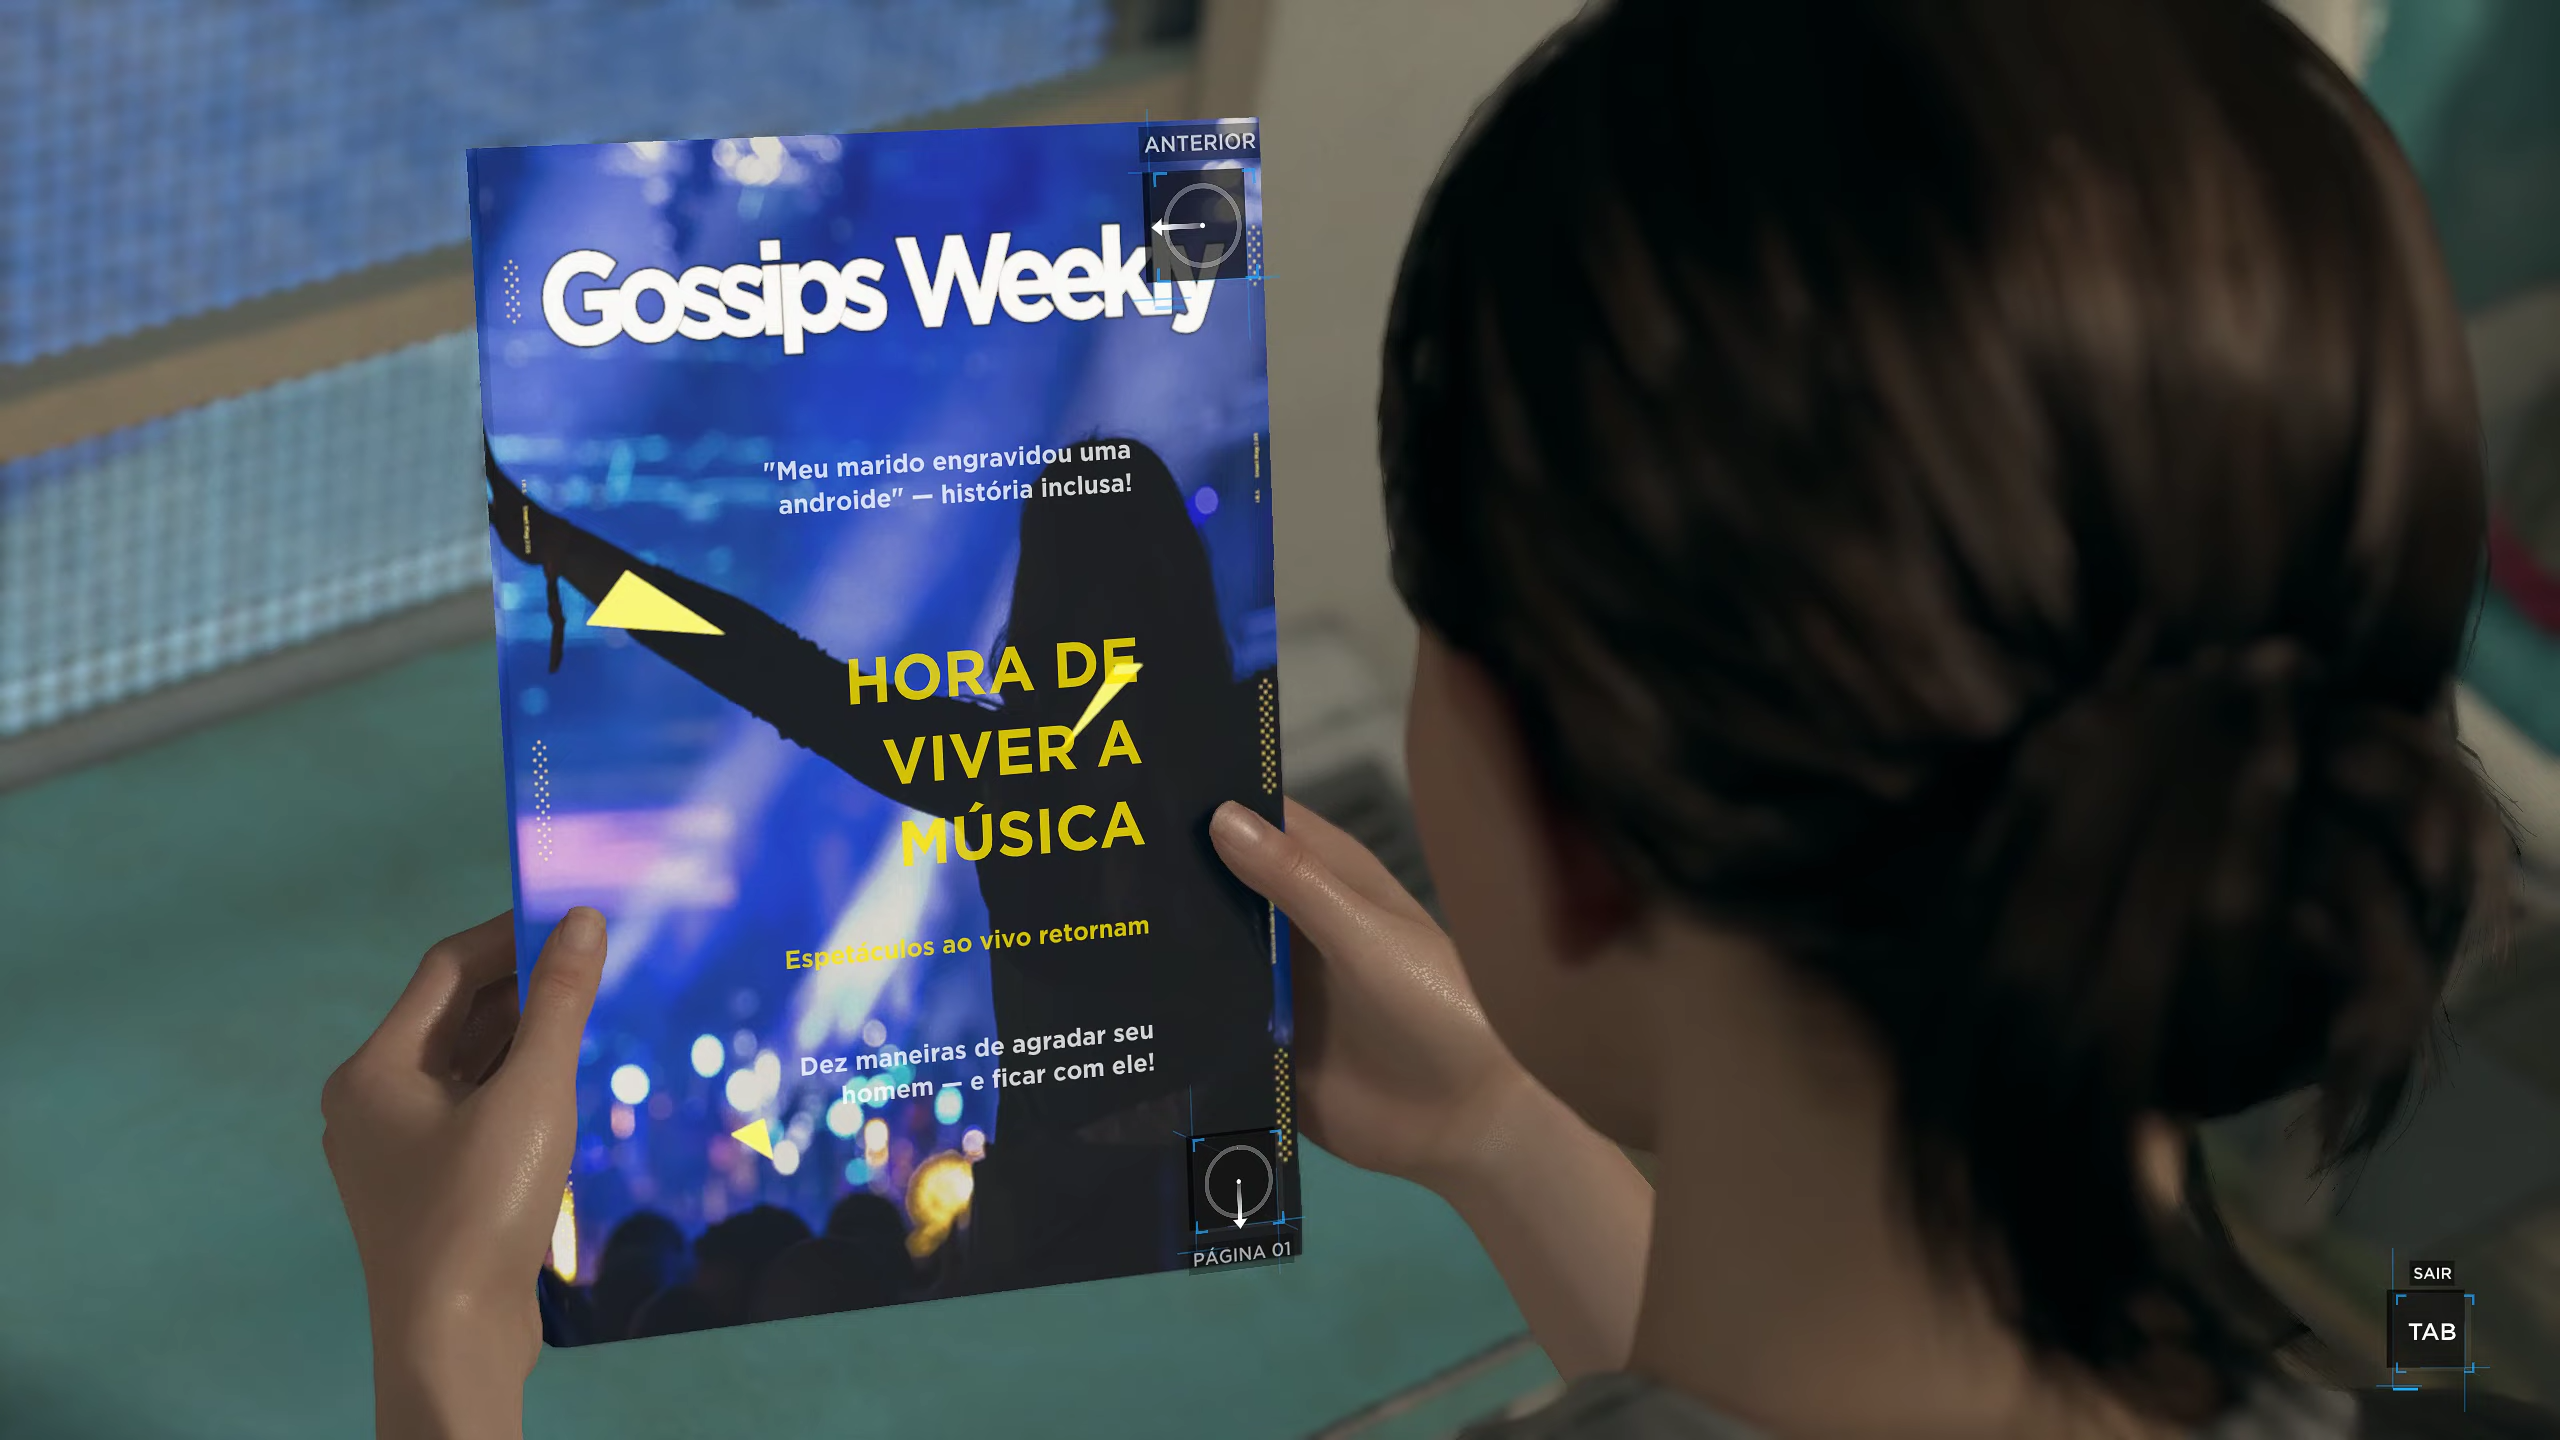 ANTERIOR
Gossips Weekly
"Meu marido engravidou uma
androide" — história inclusa!
HORA DE
VIVER A
MÚSICA
Espetáculos ao vivo retornam
Dez maneiras de agradar seu
homem — e ficar com ele!
PÁGINA 01
SAIR
TAB